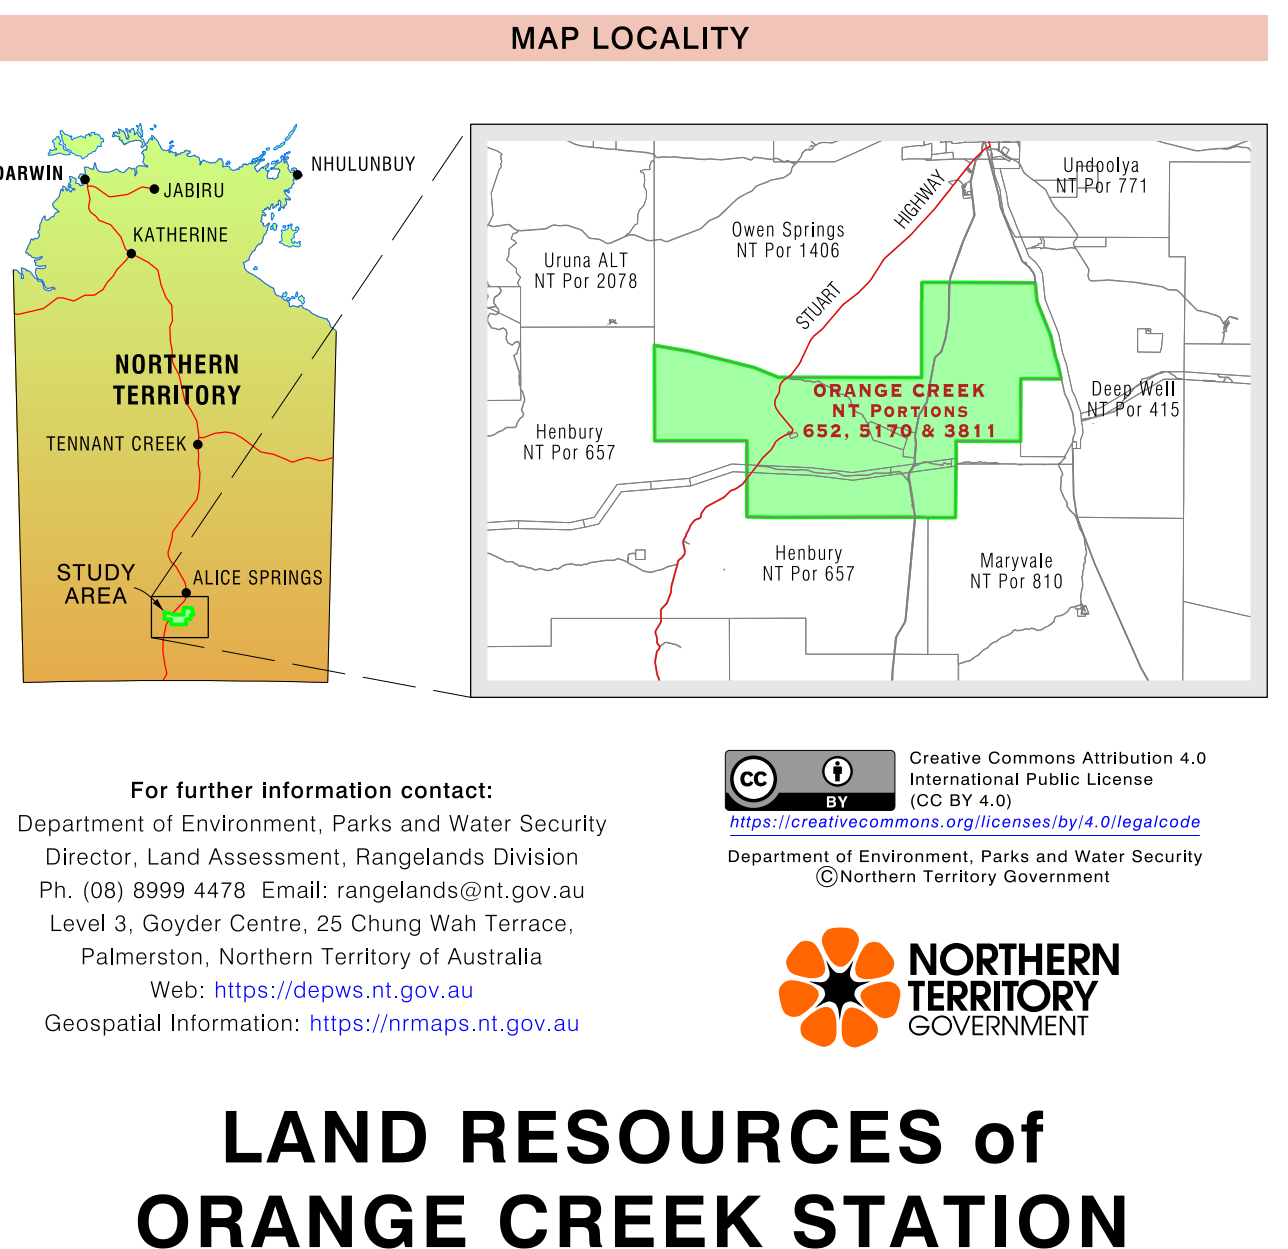 MAP LOCALITY
DARWIN
JABIRU
NHULUNBUY
KATHERINE
NORTHERN
TERRITORY
TENNANT CREEK
STUDY
AREA
ALICE SPRINGS
Undoolya
NT Por 771
HIGHWAY
Owen Springs
NT Por 1406
Uruna ALT
NT Por 2078
STUART
ORANGE CREEK
NT PORTIONS
652, 5170 & 3811
Deep Well
NT Por 415
Henbury
NT Por 657
Henbury
NT Por 657
Maryvale
NT Por 810
For further information contact:
Department of Environment, Parks and Water Security
Director, Land Assessment, Rangelands Division
Ph. (08) 8999 4478 Email: rangelands@nt.gov.au
Level 3, Goyder Centre, 25 Chung Wah Terrace,
Palmerston, Northern Territory of Australia
Web: https://depws.nt.gov.au
Geospatial Information: https://nrmaps.nt.gov.au
cc
BY
Creative Commons Attribution 4.0
International Public License
(CC BY 4.0)
https://creativecommons.org/licenses/by/4.0/legalcode
Department of Environment, Parks and Water Security
©Northern Territory Government
NORTHERN
TERRITORY
GOVERNMENT
LAND RESOURCES of
ORANGE CREEK STATION